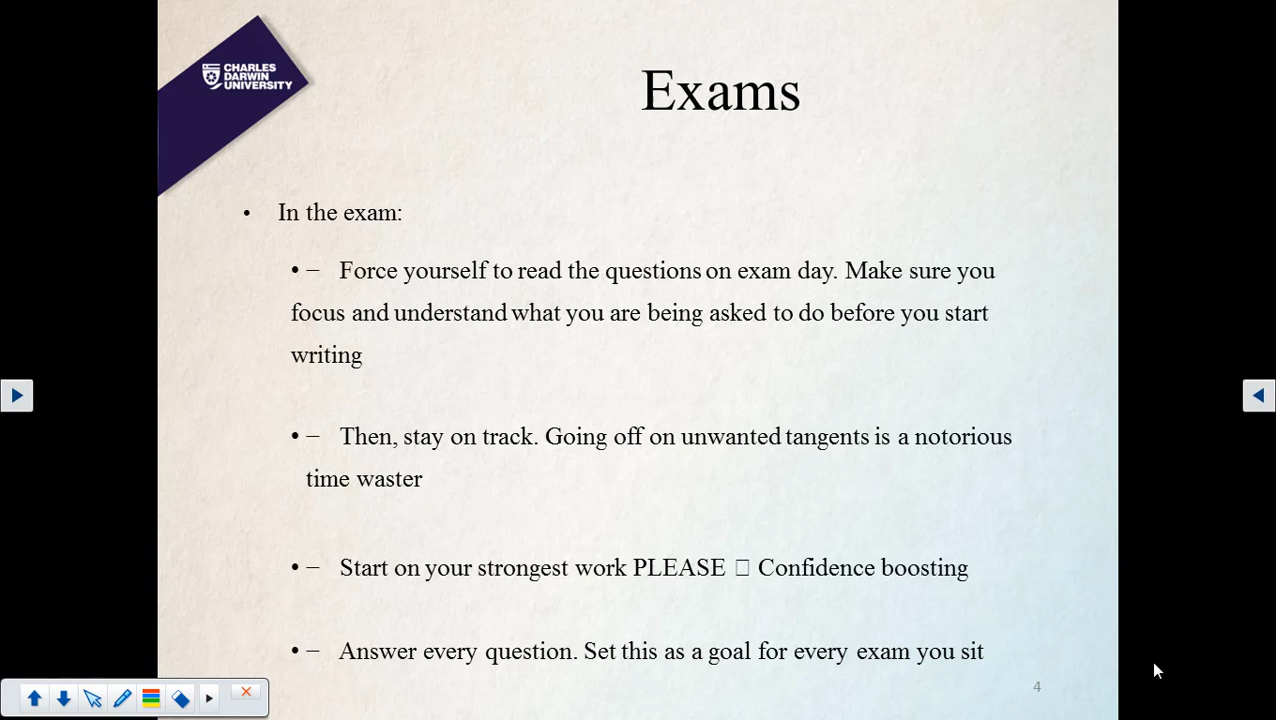 CHARLES
DARWIN
UNIVERSITY
Exams
• In the exam:
• – Force yourself to read the questions on exam day. Make sure you
focus and understand what you are being asked to do before you start
writing
• – Then, stay on track. Going off on unwanted tangents is a notorious
time waster
• – Start on your strongest work PLEASE □ Confidence boosting
• – Answer every question. Set this as a goal for every exam you sit
4